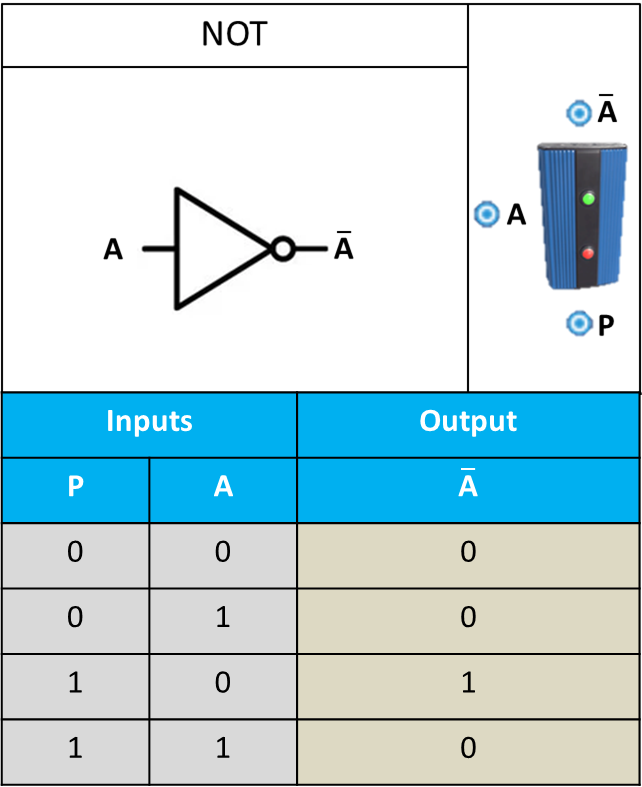 NOT
A
A̅
A̅
A
P
Inputs Output
P A A̅
0 0 0
0 1 0
1 0 1
1 1 0